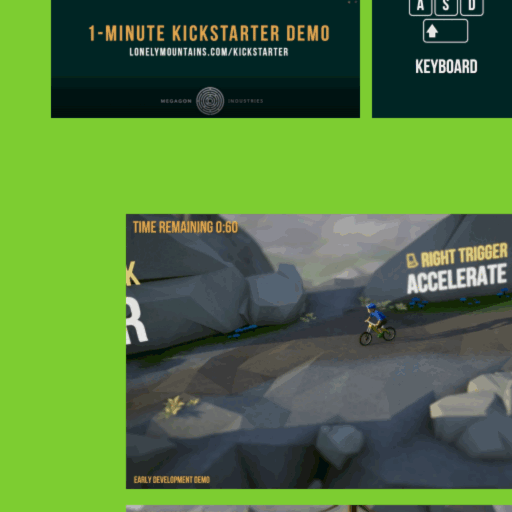 1-MINUTE KICKSTARTER DEMO
LONELYMOUNTAINS.COM/KICKSTARTER
MEGAGON INDUSTRIES
A S D
KEYBOARD
TIME REMAINING 0:60
RIGHT TRIGGER
ACCELERATE
K
R
EARLY DEVELOPMENT DEMO